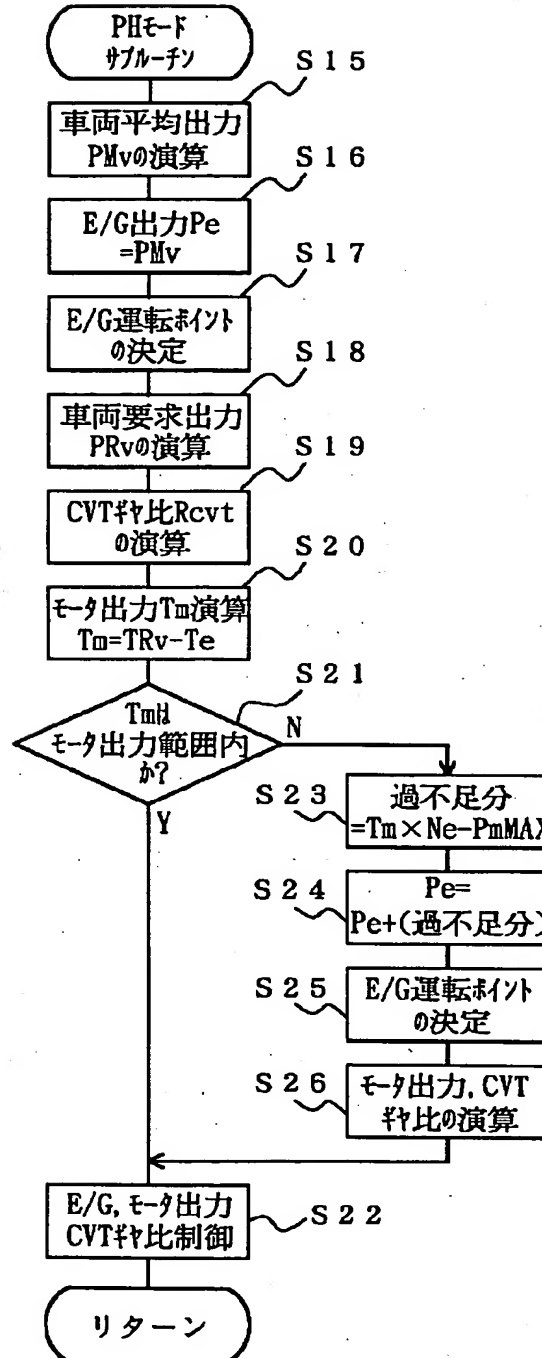 PHモード
サブルーチン
S15
車両平均出力
PMvの演算
S16
E/G出力Pe
=PMv
S17
E/G運転ポイント
の決定
S18
車両要求出力
PRvの演算
S19
CVTギヤ比Rcvt
の演算
S20
モータ出力Tm演算
Tm=TRv-Te
S21
Tmは
モータ出力範囲内
か?
N
Y
S23
過不足分
=Tm×Ne-PmMAX
S24
Pe=
Pe+(過不足分)
S25
E/G運転ポイント
の決定
S26
モータ出力,CVT
ギヤ比の演算
E/G,モータ出力
CVTギヤ比制御
S22
リターン